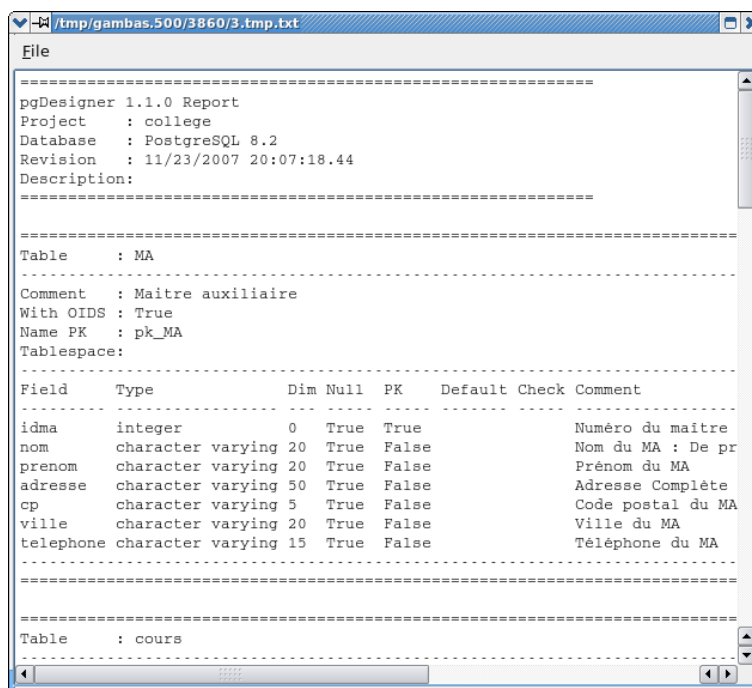 /tmp/gambas.500/3860/3.tmp.txt
File
==============================================================
pgDesigner 1.1.0 Report
Project     : college
Database    : PostgreSQL 8.2
Revision    : 11/23/2007 20:07:18.44
Description:
==============================================================
==============================================================================
Table     : MA
------------------------------------------------------------------------------
Comment   : Maitre auxiliaire
With OIDS : True
Name PK   : pk_MA
Tablespace:
------------------------------------------------------------------------------
Field     Type              Dim Null  PK    Default Check Comment
--------- ----------------- --- ----- ----- ------- ----- -----------------
idma      integer           0   True  True                Numéro du maître
nom       character varying 20  True  False               Nom du MA : De pr
prenom    character varying 20  True  False               Prénom du MA
adresse   character varying 50  True  False               Adresse Complète
cp        character varying 5   True  False               Code postal du MA
ville     character varying 20  True  False               Ville du MA
telephone character varying 15  True  False               Téléphone du MA
------------------------------------------------------------------------------
==============================================================================
==============================================================================
Table     : cours
------------------------------------------------------------------------------